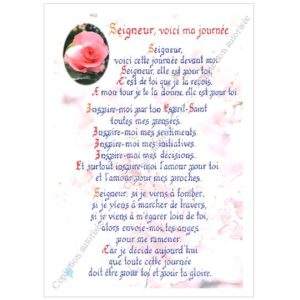 Seigneur, voici ma journée
Seigneur,
voici cette journée devant moi.
Seigneur, elle est pour toi,
C'est de toi que je la reçois,
A mon tour je te la donne, elle est pour toi
Inspire-moi par ton Esprit-Saint
toutes mes pensées.
Inspire-moi mes sentiments
Inspire-moi mes initiatives
Inspire-moi mes décisions.
Et surtout inspire-moi l'amour pour toi
et l'amour pour mes proches.
Seigneur, si je viens à tomber,
si je viens à marcher de travers,
si je viens à m'égarer loin de toi,
alors envoie-moi tes anges
pour me ramener.
Car je désire aujourd'hui
que toute cette journée
doit être pour toi et pour ta gloire.
Copie non autorisée